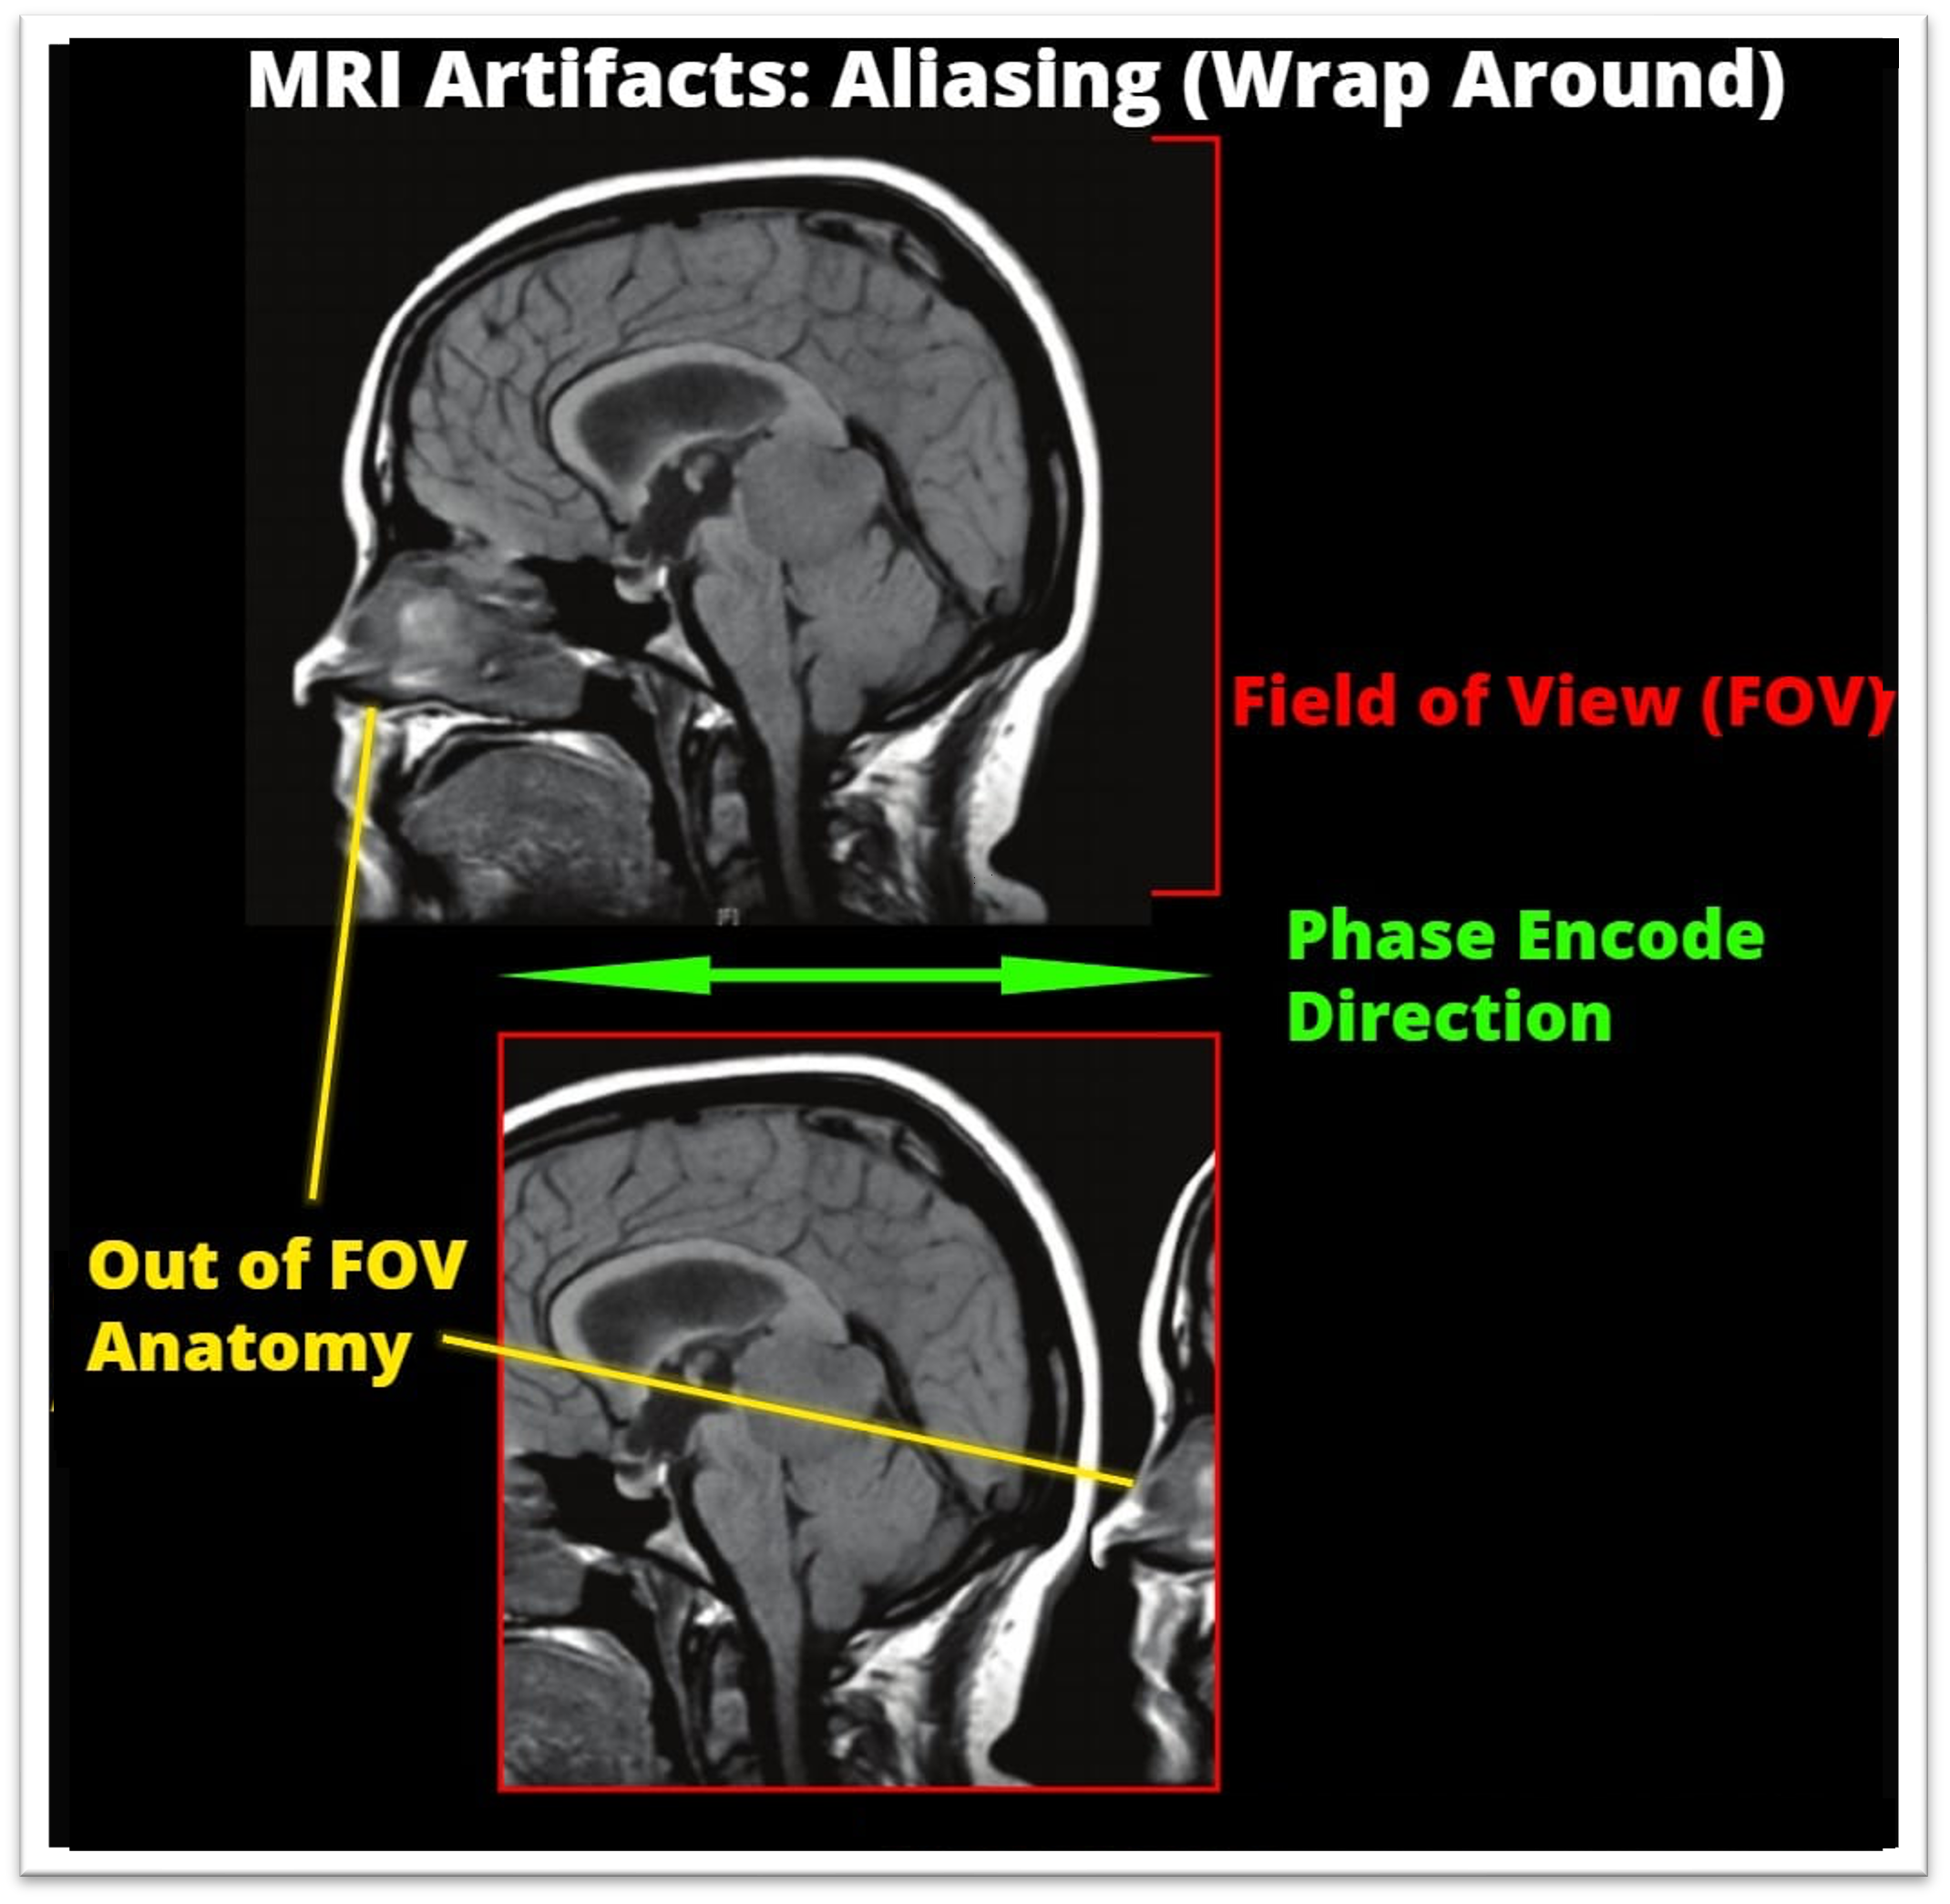 MRI Artifacts: Aliasing (Wrap Around)
Field of View (FOV)
[F]
Phase Encode
Direction
Out of FOV
Anatomy